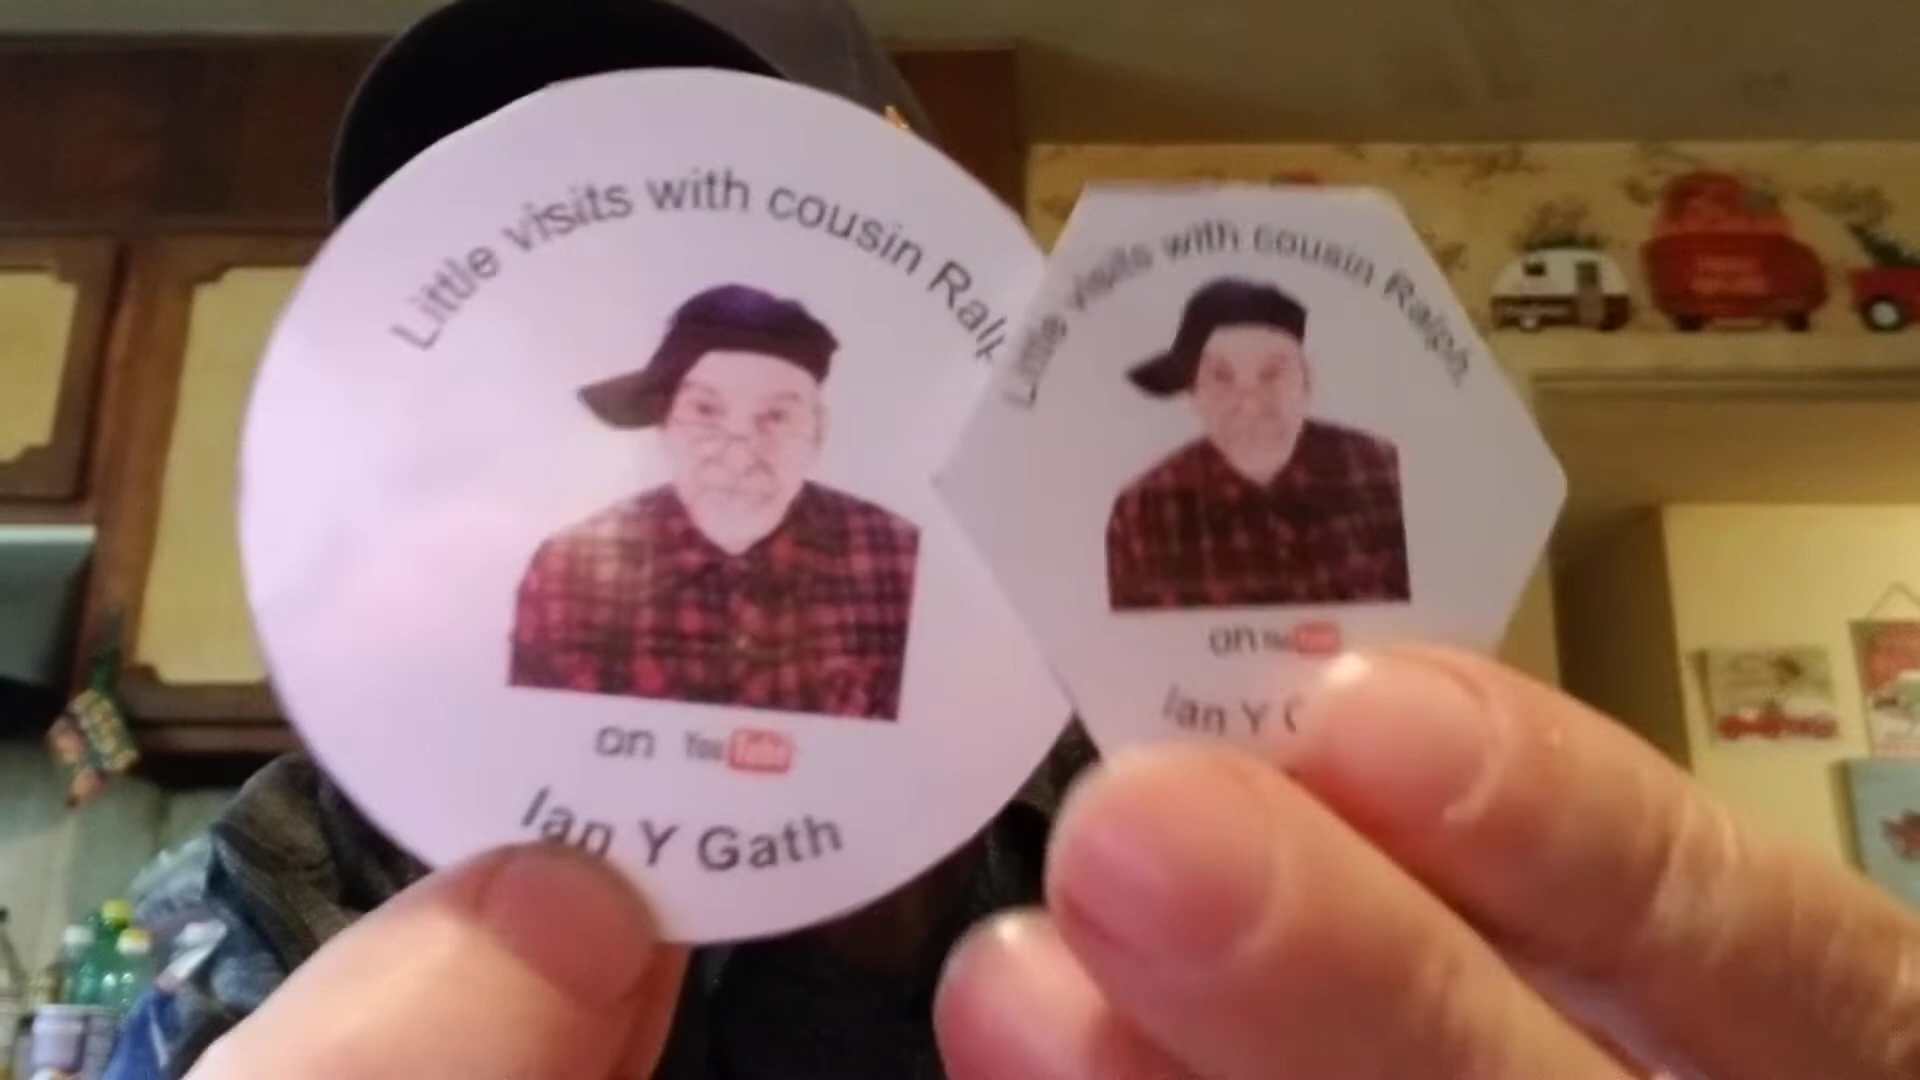 Little visits with cousin Ralp
on YouTube
Ian Y Gath
Little visits with cousin Ralph.
on YouTube
Ian Y G